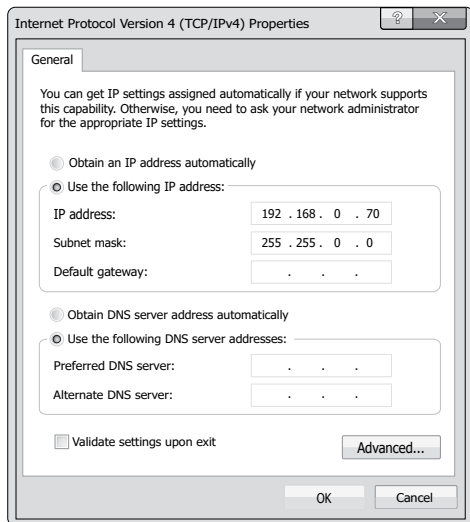 Internet Protocol Version 4 (TCP/IPv4) Properties
?
General
You can get IP settings assigned automatically if your network supports
this capability. Otherwise, you need to ask your network administrator
for the appropriate IP settings.
Obtain an IP address automatically
Use the following IP address:
IP address: 192 . 168 . 0 . 70
Subnet mask: 255 . 255 . 0 . 0
Default gateway: . . .
Obtain DNS server address automatically
Use the following DNS server addresses:
Preferred DNS server: . . .
Alternate DNS server: . . .
Validate settings upon exit
Advanced...
OK Cancel